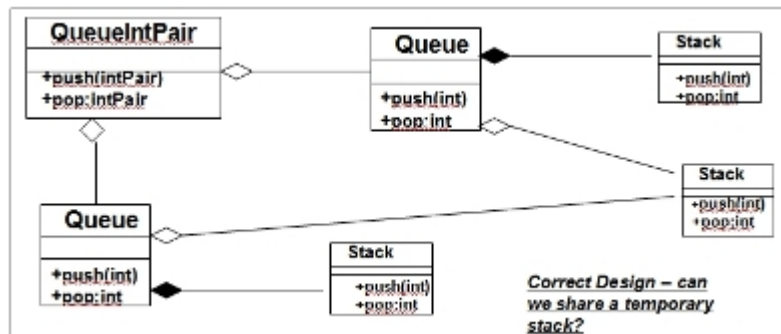 QueueIntPair
+push(intPair)
+pop:intPair
Queue
+push(int)
+pop:int
Stack
+push(int)
+pop:int
Stack
+push(int)
+pop:int
Queue
+push(int)
+pop:int
Stack
+push(int)
+pop:int
Correct Design – can
we share a temporary
stack?